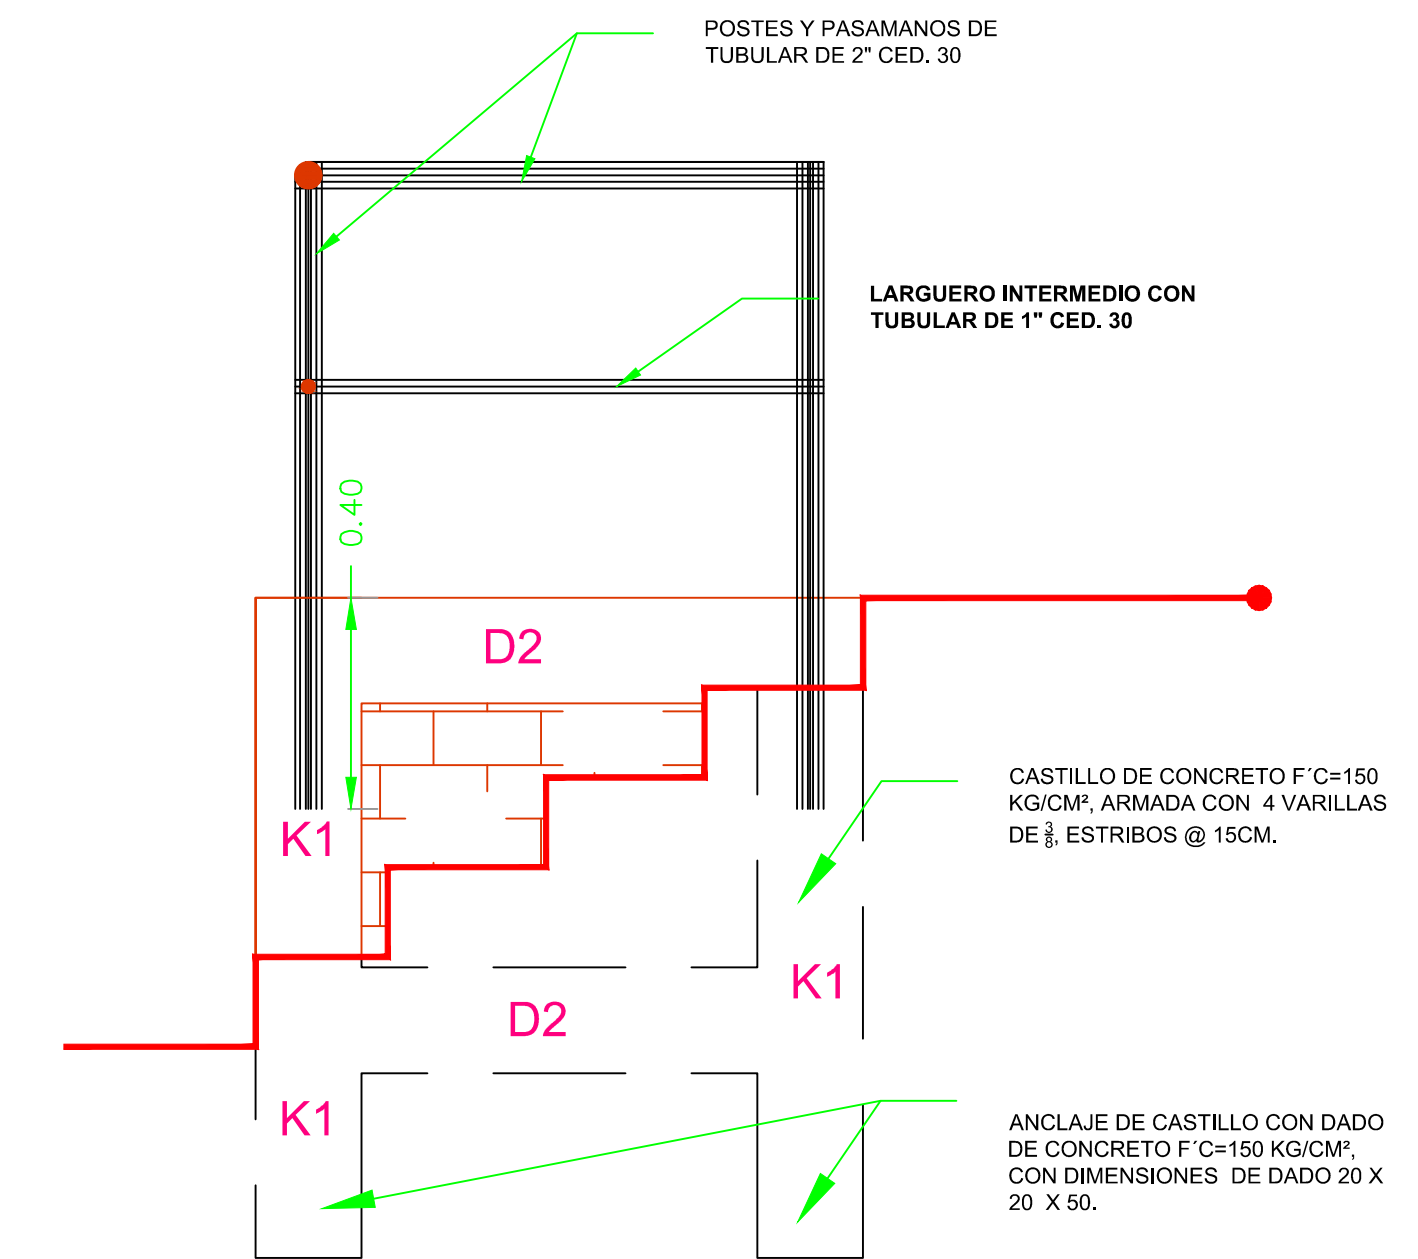 POSTES Y PASAMANOS DE
TUBULAR DE 2" CED. 30
LARGUERO INTERMEDIO CON
TUBULAR DE 1" CED. 30
0.40
D2
K1
CASTILLO DE CONCRETO F´C=150
KG/CM², ARMADA CON 4 VARILLAS
DE 3/8, ESTRIBOS @ 15CM.
K1
D2
K1
ANCLAJE DE CASTILLO CON DADO
DE CONCRETO F´C=150 KG/CM²,
CON DIMENSIONES DE DADO 20 X
20 X 50.